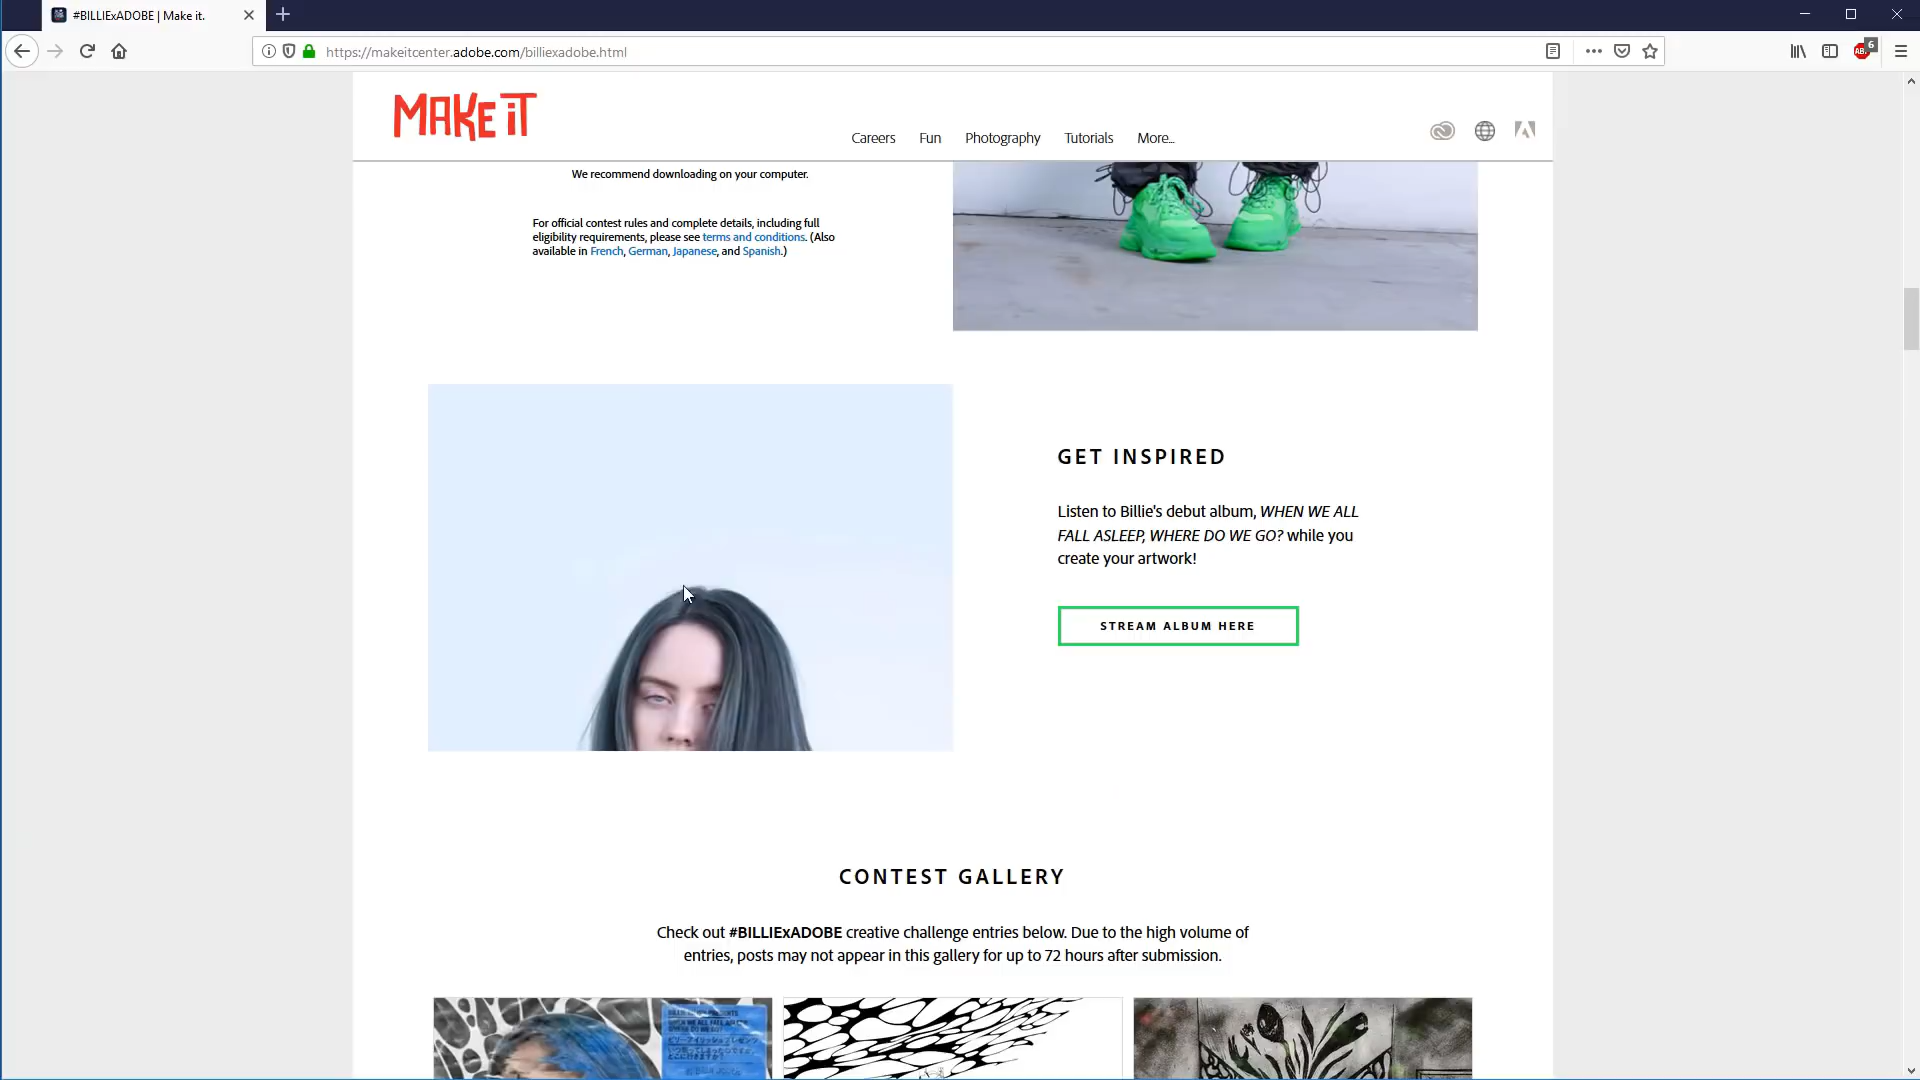 #BILLIExADOBE | Make it.
https://makeitcenter.adobe.com/billiexadobe.html
6
MAKE iT
Careers Fun Photography Tutorials More...
We recommend downloading on your computer.
For official contest rules and complete details, including full
eligibility requirements, please see terms and conditions. (Also
available in French, German, Japanese, and Spanish.)
GET INSPIRED
Listen to Billie's debut album, WHEN WE ALL
FALL ASLEEP, WHERE DO WE GO? while you
create your artwork!
STREAM ALBUM HERE
CONTEST GALLERY
Check out #BILLIExADOBE creative challenge entries below. Due to the high volume of
entries, posts may not appear in this gallery for up to 72 hours after submission.